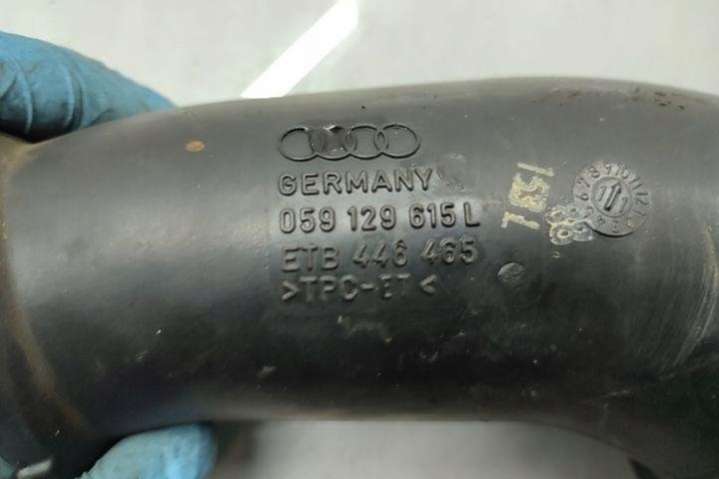 GERMANY
059 129 615 L
ETB 446 465
>TPC-ET<